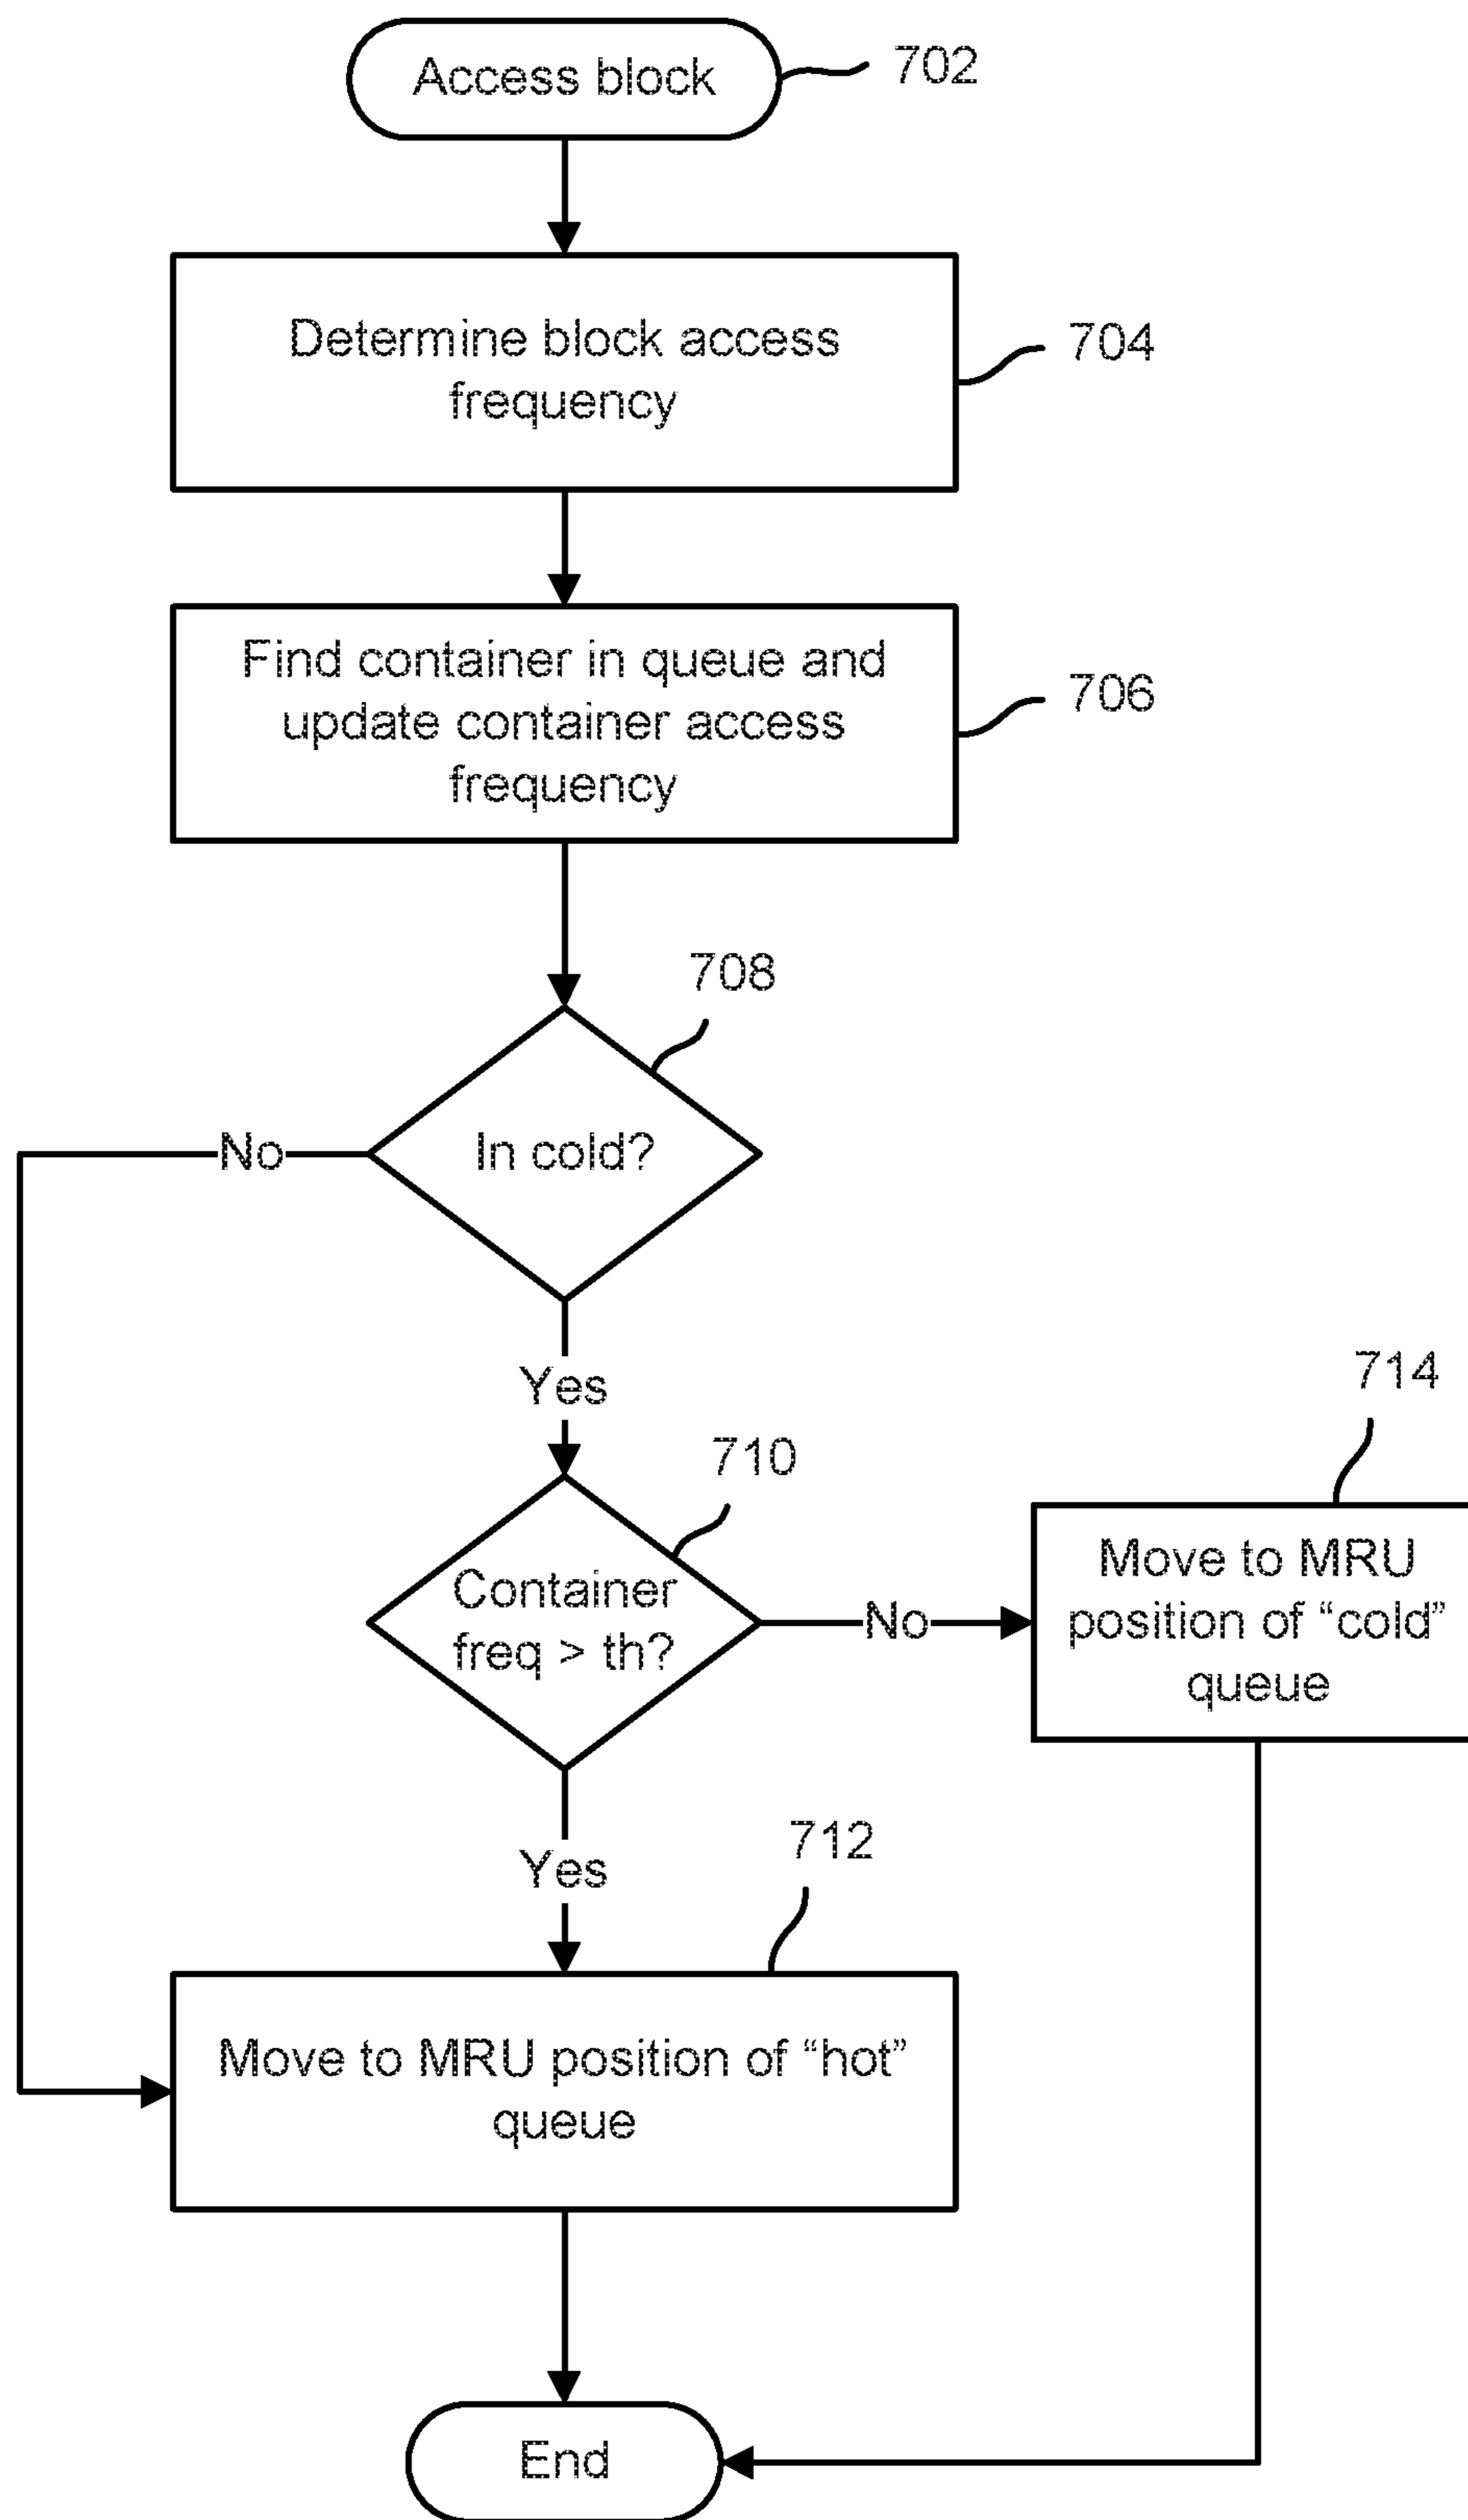 Access block
702
Determine block access
frequency
704
Find container in queue and
update container access
frequency
706
708
In cold?
No
Yes
710
Container
freq > th?
No
714
Move to MRU
position of “cold”
queue
Yes
712
Move to MRU position of “hot”
queue
End